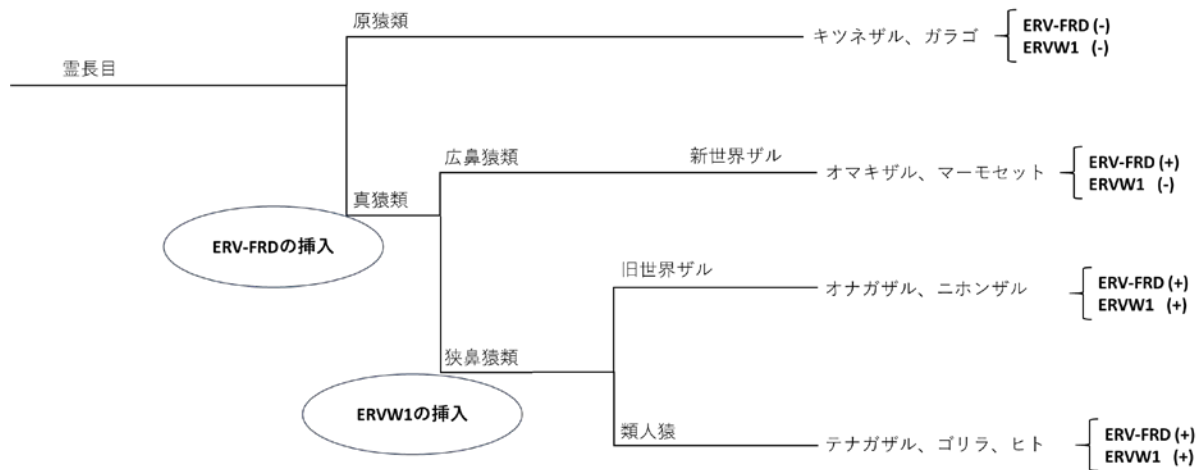 原猿類
キツネザル、ガラゴ
ERV-FRD (-)
ERVW1 (-)
霊長目
広鼻猿類
新世界ザル
オマキザル、マーモセット
ERV-FRD (+)
ERVW1 (-)
真猿類
ERV-FRDの挿入
旧世界ザル
オナガザル、ニホンザル
ERV-FRD (+)
ERVW1 (+)
狭鼻猿類
ERVW1の挿入
類人猿
テナガザル、ゴリラ、ヒト
ERV-FRD (+)
ERVW1 (+)